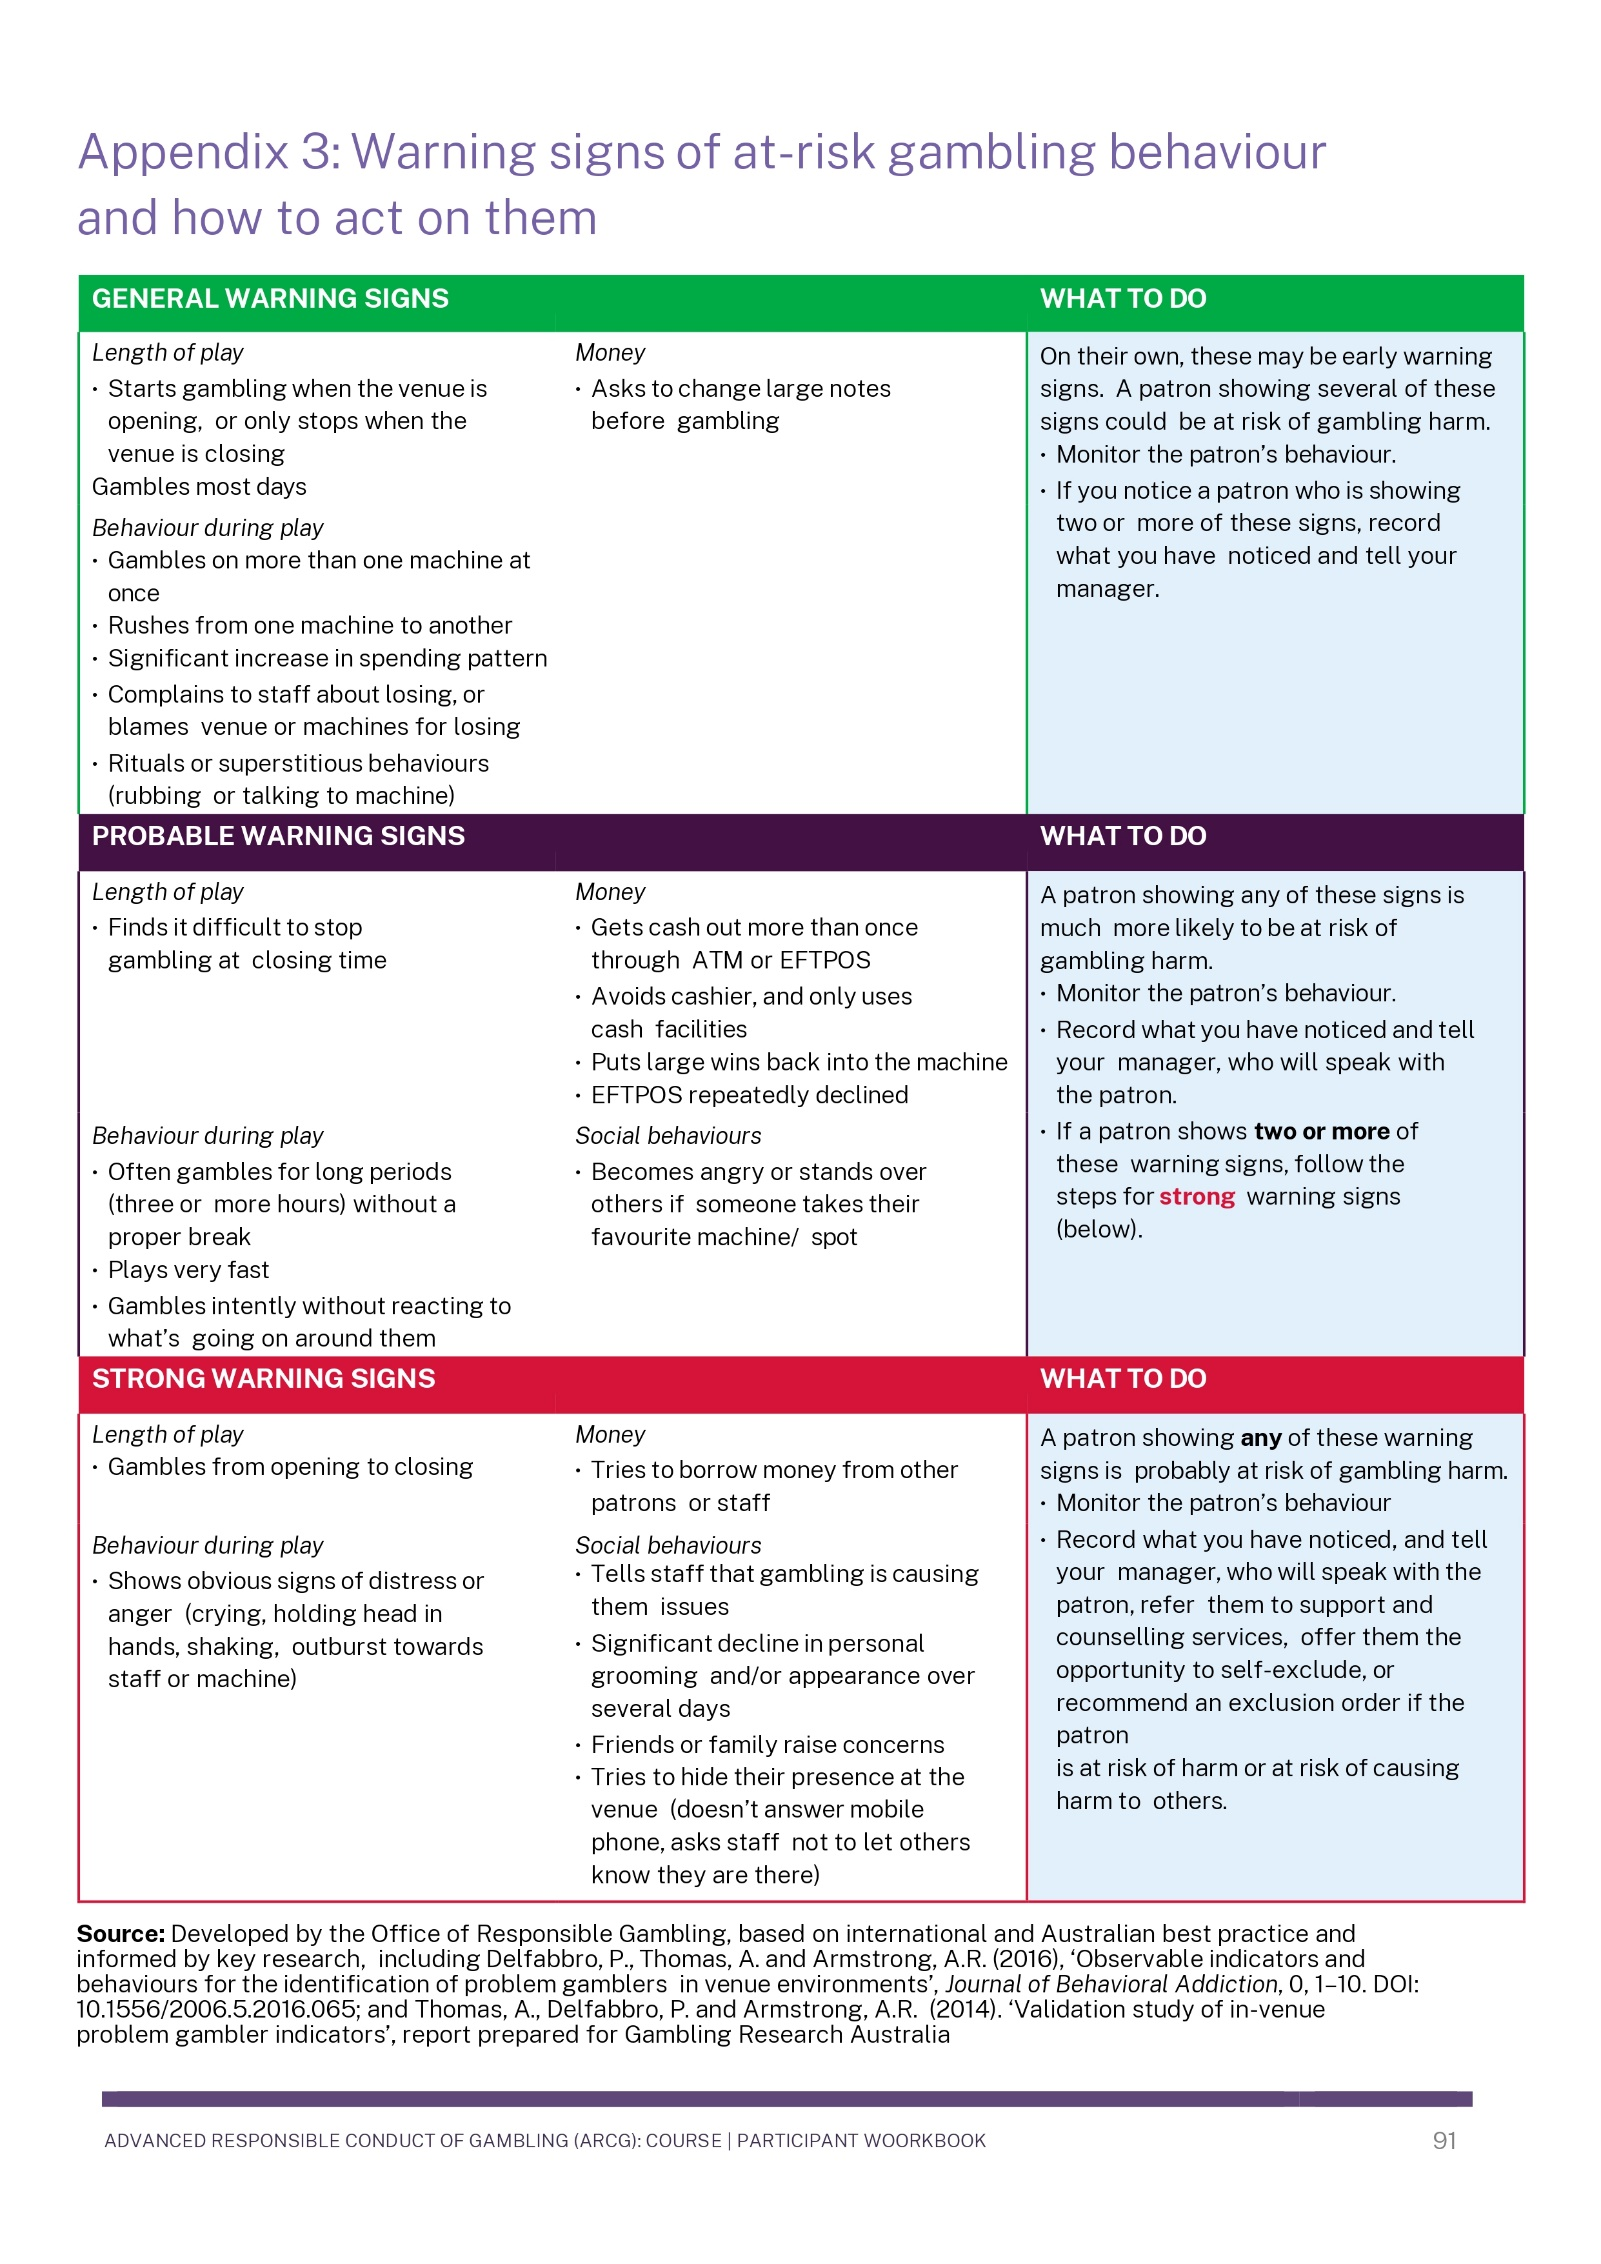 Appendix 3: Warning signs of at-risk gambling behaviour
and how to act on them
GENERAL WARNING SIGNS
WHAT TO DO
Length of play
• Starts gambling when the venue is
opening, or only stops when the
venue is closing
Gambles most days
Money
• Asks to change large notes
before gambling
Behaviour during play
• Gambles on more than one machine at
once
• Rushes from one machine to another
• Significant increase in spending pattern
• Complains to staff about losing, or
blames venue or machines for losing
• Rituals or superstitious behaviours
(rubbing or talking to machine)
On their own, these may be early warning
signs. A patron showing several of these
signs could be at risk of gambling harm.
• Monitor the patron’s behaviour.
• If you notice a patron who is showing
two or more of these signs, record
what you have noticed and tell your
manager.
PROBABLE WARNING SIGNS
WHAT TO DO
Length of play
• Finds it difficult to stop
gambling at closing time
Money
• Gets cash out more than once
through ATM or EFTPOS
• Avoids cashier, and only uses
cash facilities
• Puts large wins back into the machine
• EFTPOS repeatedly declined
Behaviour during play
• Often gambles for long periods
(three or more hours) without a
proper break
• Plays very fast
• Gambles intently without reacting to
what’s going on around them
Social behaviours
• Becomes angry or stands over
others if someone takes their
favourite machine/ spot
A patron showing any of these signs is
much more likely to be at risk of
gambling harm.
• Monitor the patron’s behaviour.
• Record what you have noticed and tell
your manager, who will speak with
the patron.
• If a patron shows two or more of
these warning signs, follow the
steps for strong warning signs
(below).
STRONG WARNING SIGNS
WHAT TO DO
Length of play
• Gambles from opening to closing
Money
• Tries to borrow money from other
patrons or staff
Behaviour during play
• Shows obvious signs of distress or
anger (crying, holding head in
hands, shaking, outburst towards
staff or machine)
Social behaviours
• Tells staff that gambling is causing
them issues
• Significant decline in personal
grooming and/or appearance over
several days
• Friends or family raise concerns
• Tries to hide their presence at the
venue (doesn’t answer mobile
phone, asks staff not to let others
know they are there)
A patron showing any of these warning
signs is probably at risk of gambling harm.
• Monitor the patron’s behaviour
• Record what you have noticed, and tell
your manager, who will speak with the
patron, refer them to support and
counselling services, offer them the
opportunity to self-exclude, or
recommend an exclusion order if the
patron
is at risk of harm or at risk of causing
harm to others.
Source: Developed by the Office of Responsible Gambling, based on international and Australian best practice and
informed by key research, including Delfabbro, P., Thomas, A. and Armstrong, A.R. (2016), ‘Observable indicators and
behaviours for the identification of problem gamblers in venue environments’, Journal of Behavioral Addiction, 0, 1–10. DOI:
10.1556/2006.5.2016.065; and Thomas, A., Delfabbro, P. and Armstrong, A.R. (2014). ‘Validation study of in-venue
problem gambler indicators’, report prepared for Gambling Research Australia
ADVANCED RESPONSIBLE CONDUCT OF GAMBLING (ARCG): COURSE | PARTICIPANT WOORKBOOK
91